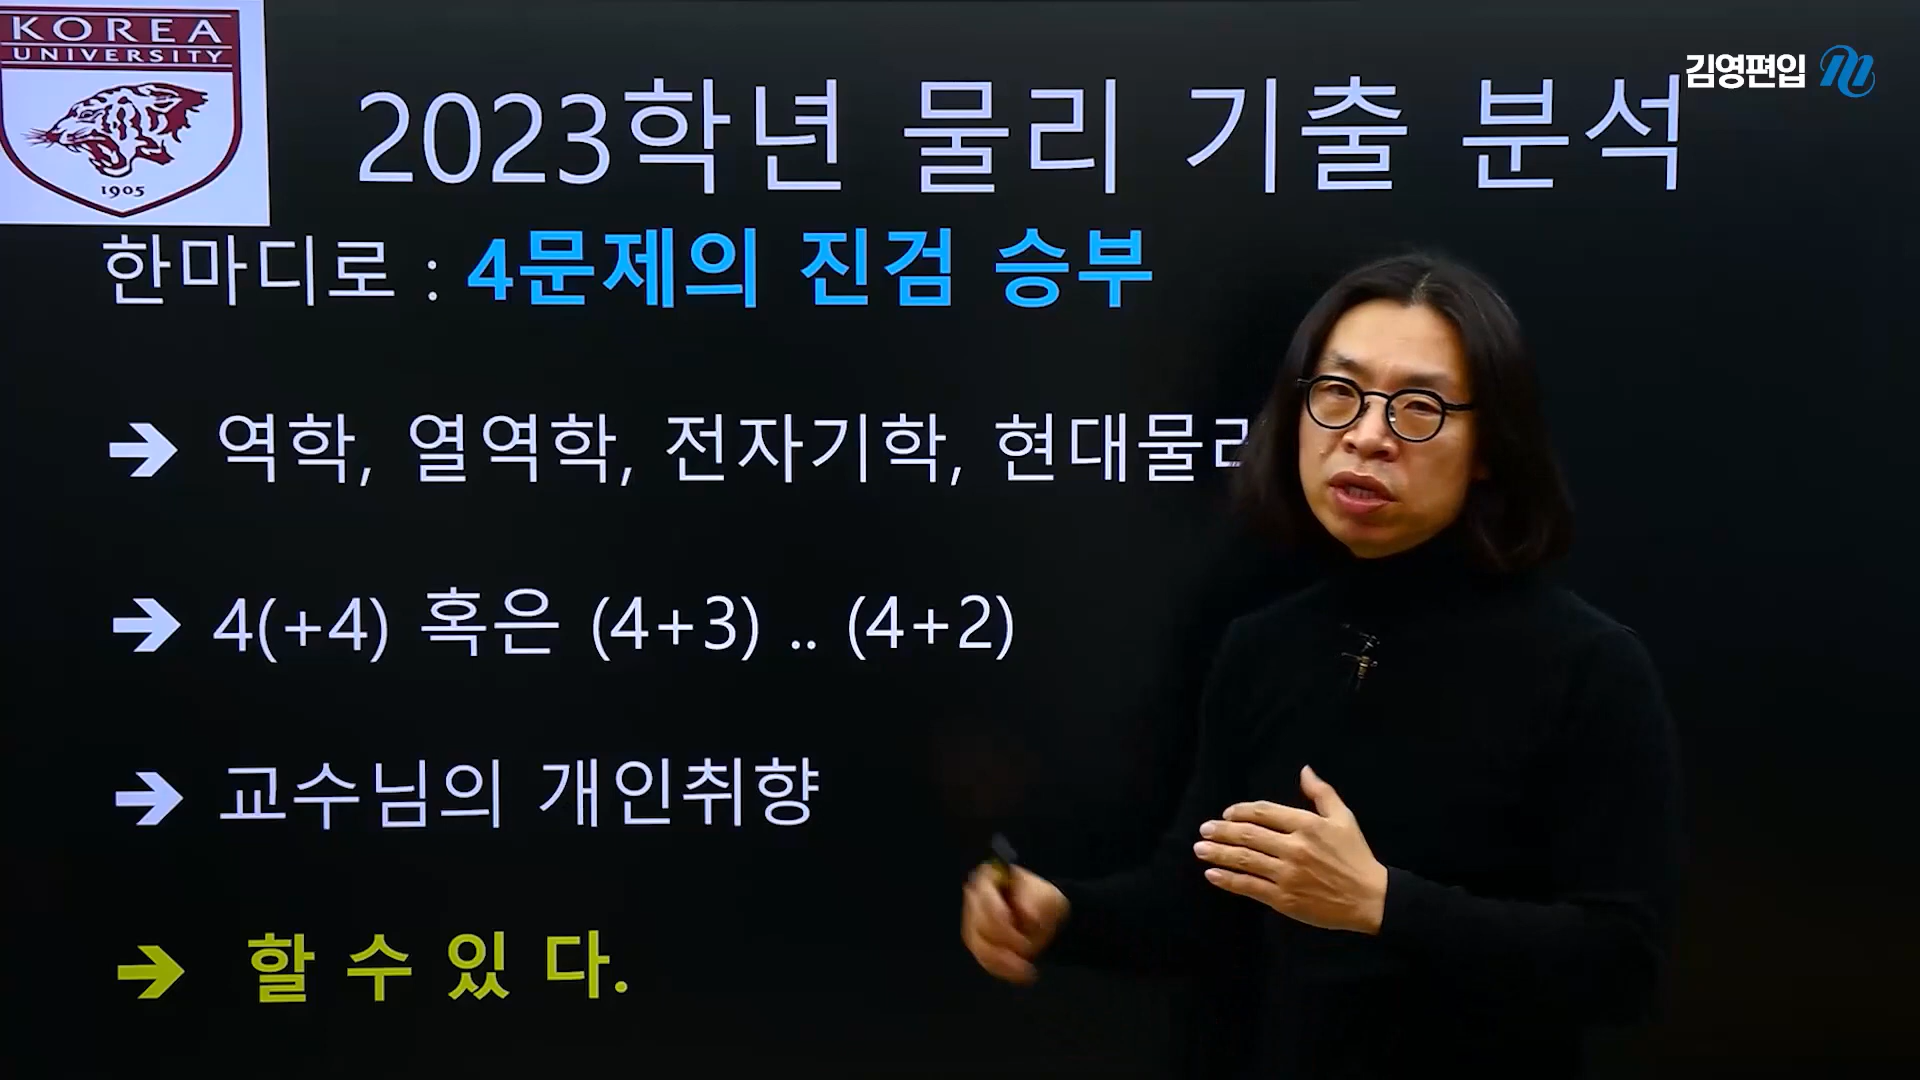 KOREA
UNIVERSITY
1905
김영편입
2023학년 물리 기출 분석
한마디로 : 4문제의 진검 승부
➔ 역학, 열역학, 전자기학, 현대물리
➔ 4(+4) 혹은 (4+3) .. (4+2)
➔ 교수님의 개인취향
➔ 할 수 있 다.